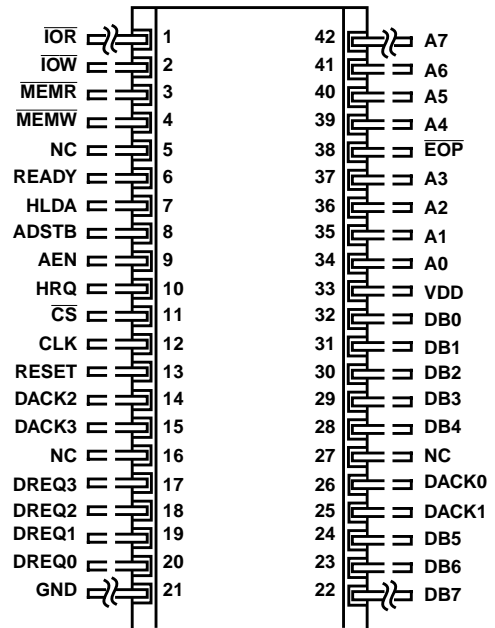 IOR 1 42 A7
IOW 2 41 A6
MEMR 3 40 A5
MEMW 4 39 A4
NC 5 38 EOP
READY 6 37 A3
HLDA 7 36 A2
ADSTB 8 35 A1
AEN 9 34 A0
HRQ 10 33 VDD
CS 11 32 DB0
CLK 12 31 DB1
RESET 13 30 DB2
DACK2 14 29 DB3
DACK3 15 28 DB4
NC 16 27 NC
DREQ3 17 26 DACK0
DREQ2 18 25 DACK1
DREQ1 19 24 DB5
DREQ0 20 23 DB6
GND 21 22 DB7